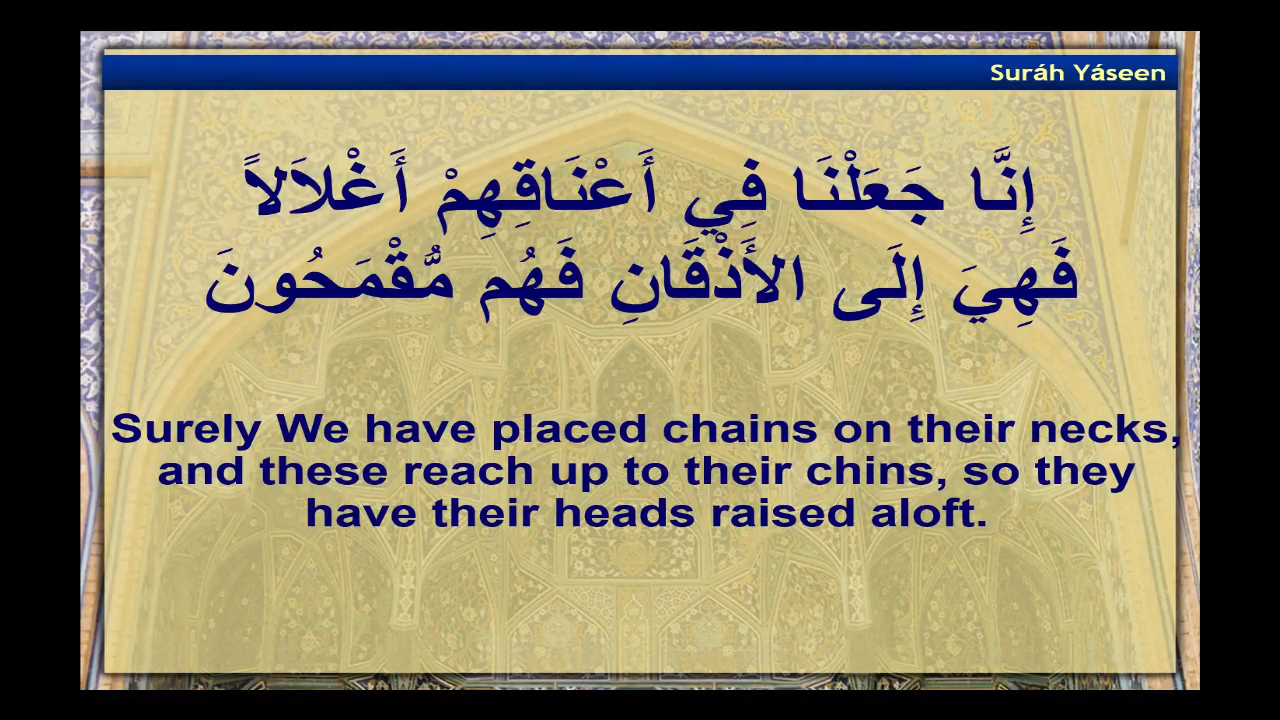 Suráh Yáseen
إِنَّا جَعَلْنَا فِي أَعْنَاقِهِمْ أَغْلاَلاً
فَهِيَ إِلَى الأَذْقَانِ فَهُم مُّقْمَحُونَ
Surely We have placed chains on their necks,
and these reach up to their chins, so they
have their heads raised aloft.